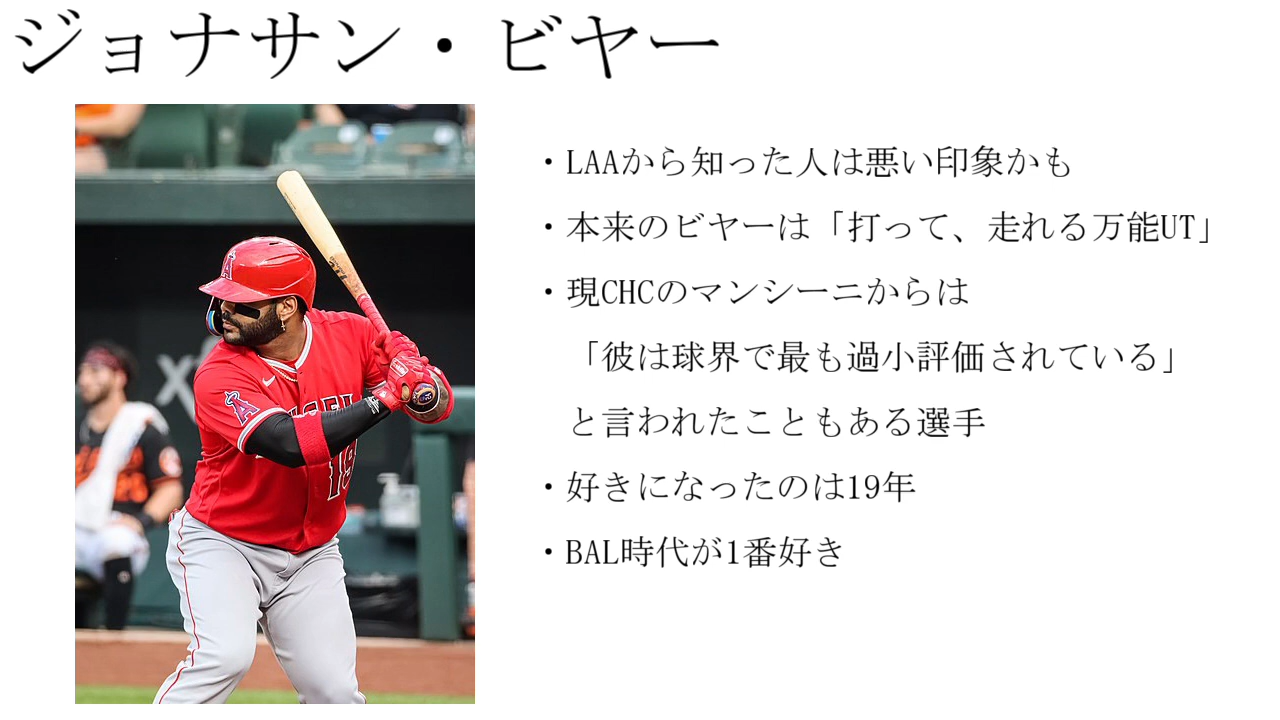 ジョナサン・ビヤー
・LAAから知った人は悪い印象かも
・本来のビヤーは「打って、走れる万能UT」
・現CHCのマンシーニからは
「彼は球界で最も過小評価されている」
と言われたこともある選手
・好きになったのは19年
・BAL時代が1番好き